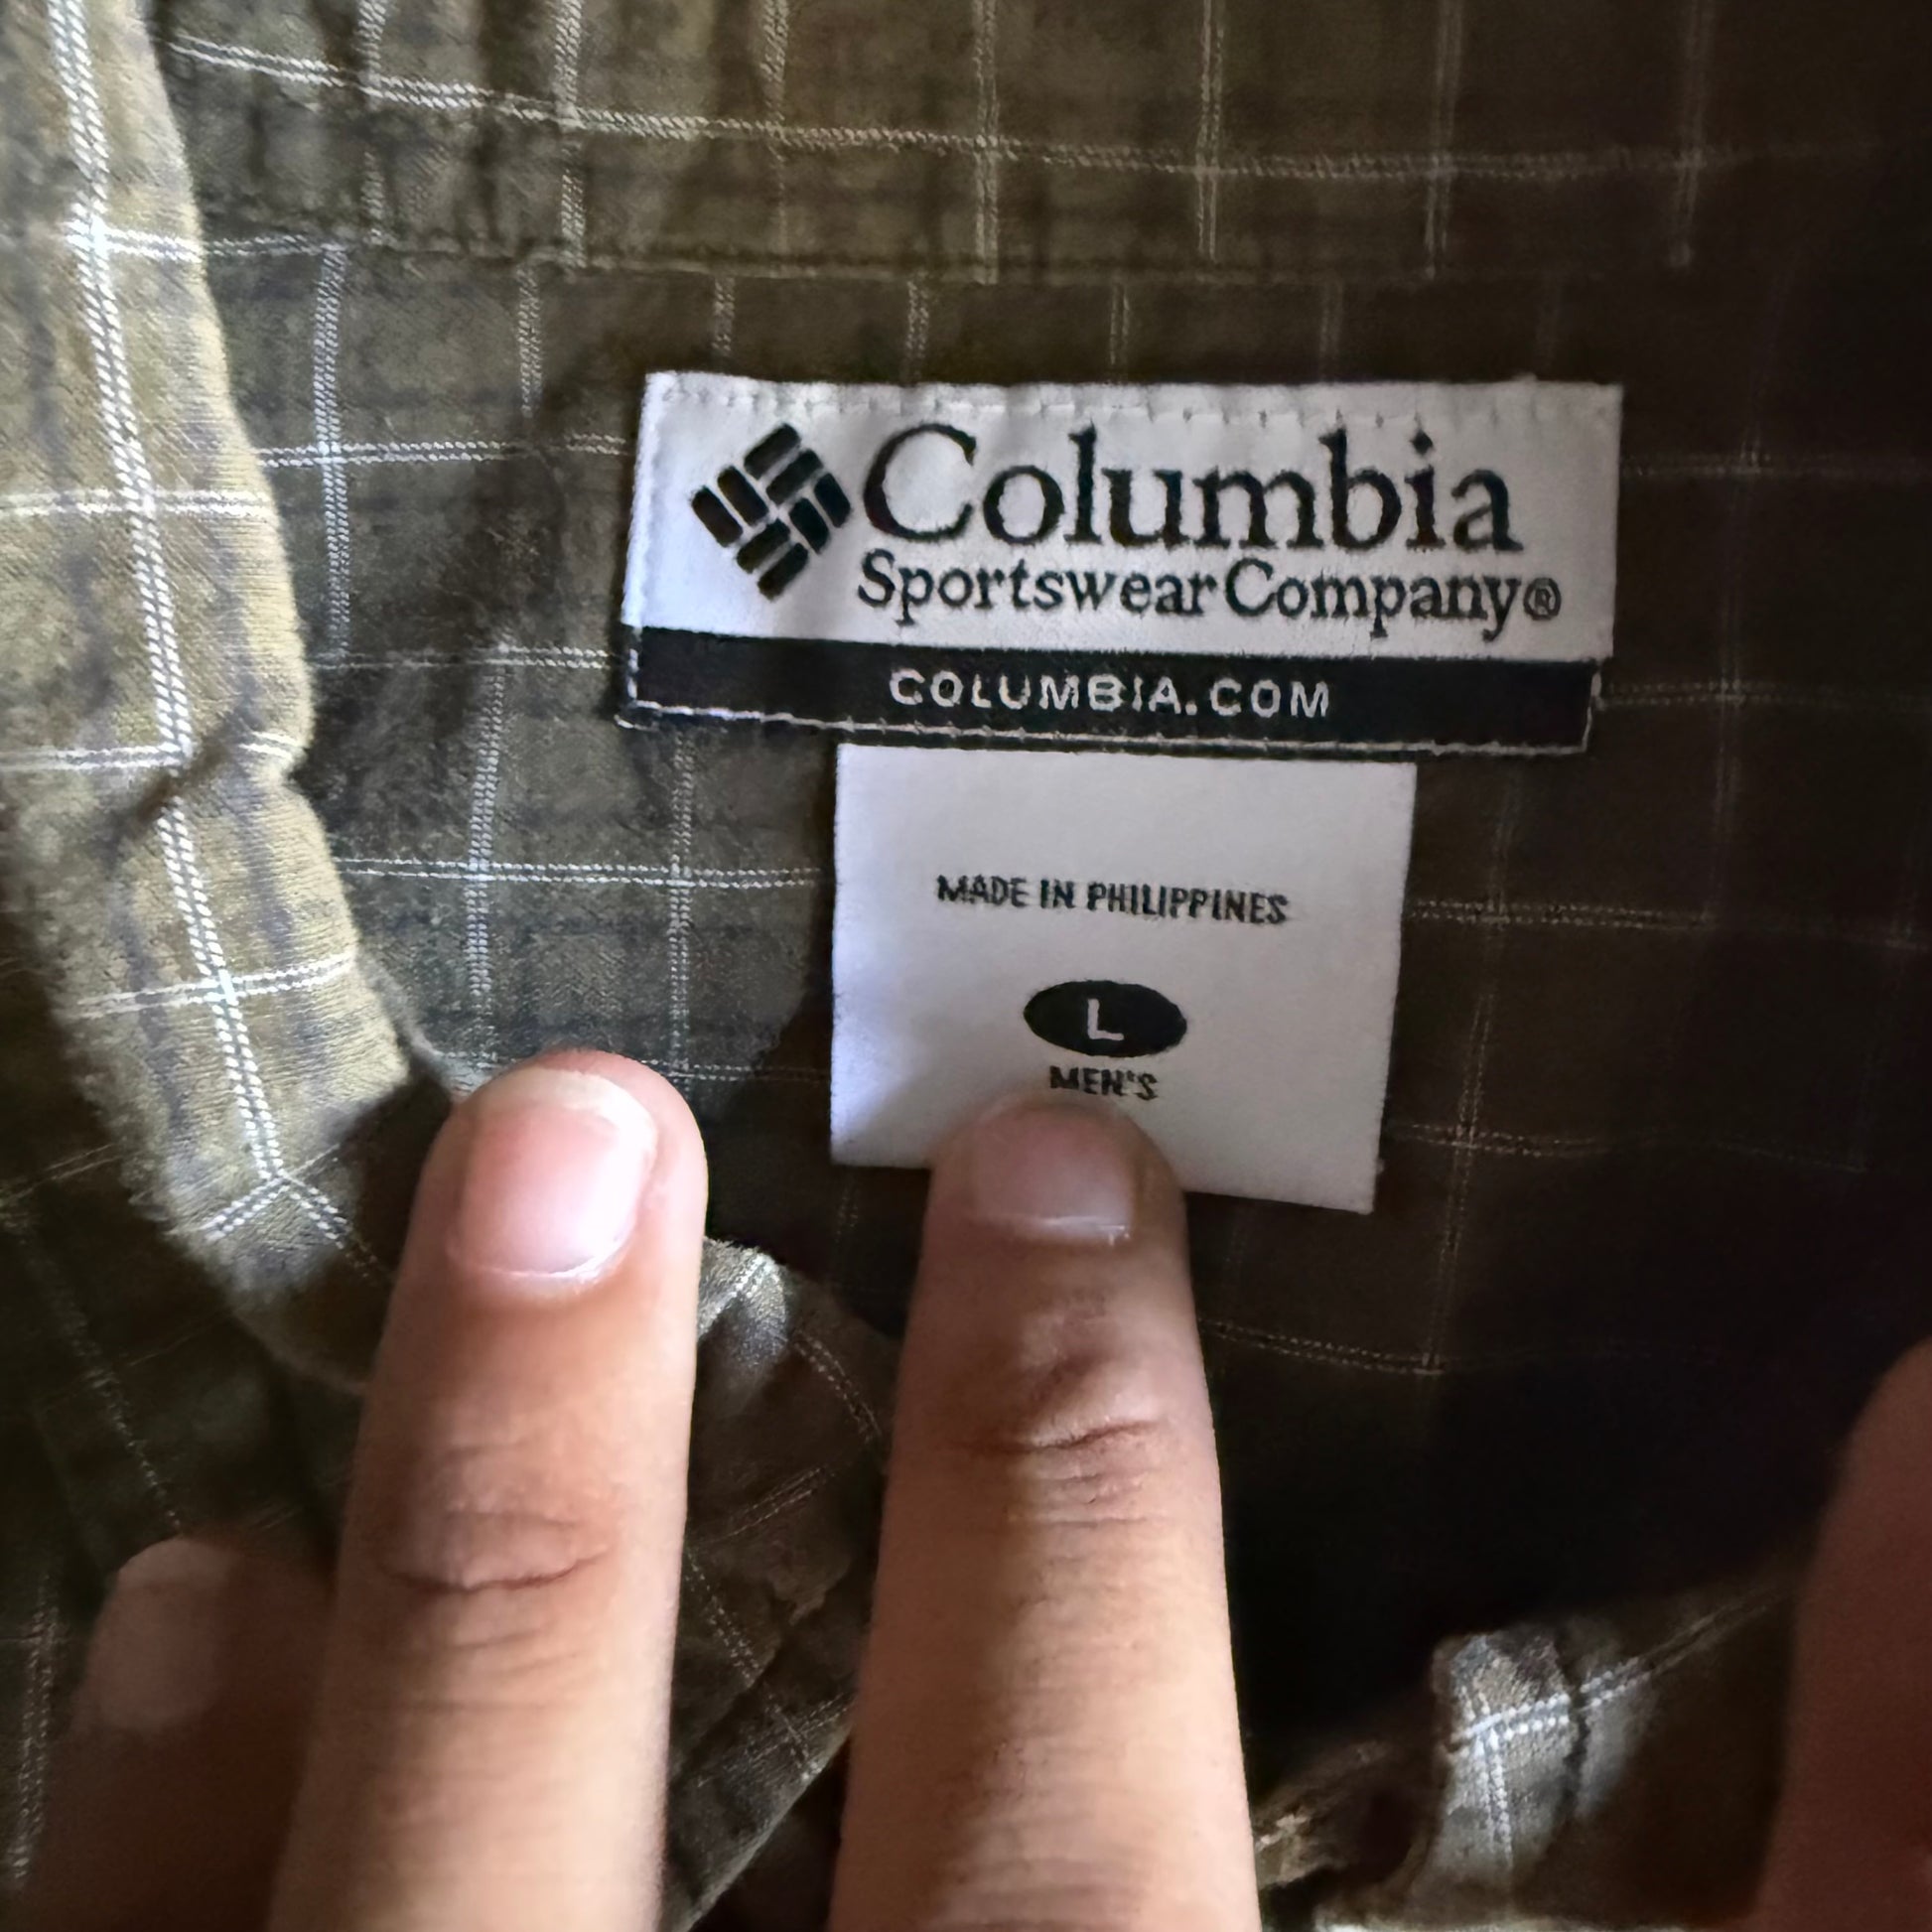 Columbia
Sportswear Company®
COLUMBIA.COM
MADE IN PHILIPPINES
L
MEN'S